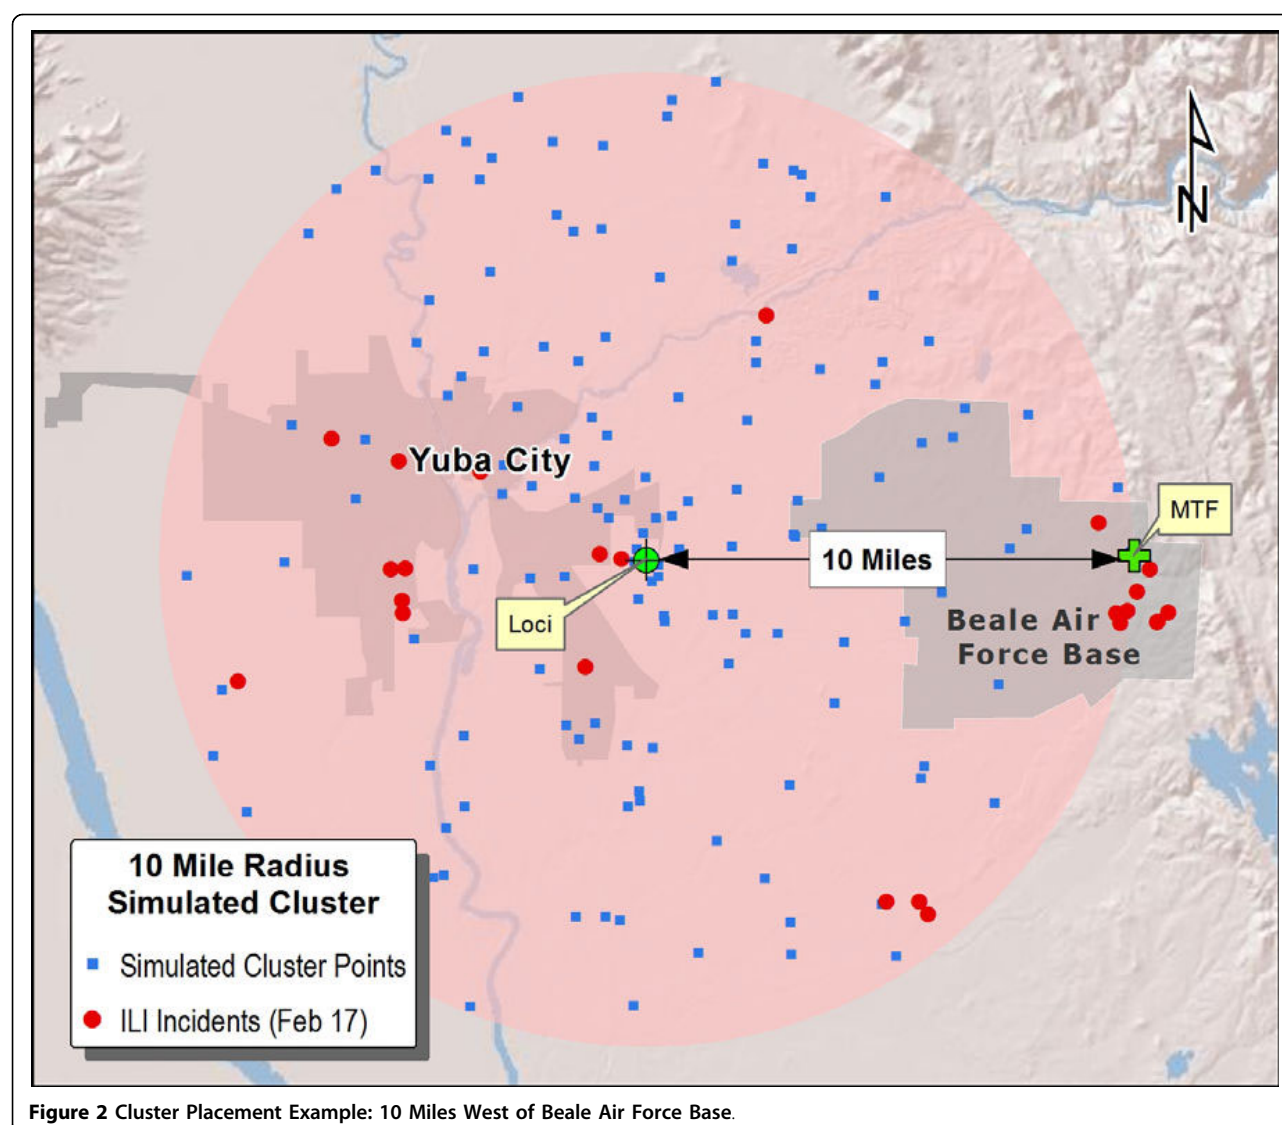 N
MTF
Yuba City
10 Miles
Loci
Beale Air
Force Base
10 Mile Radius
Simulated Cluster
Simulated Cluster Points
ILI Incidents (Feb 17)
Figure 2 Cluster Placement Example: 10 Miles West of Beale Air Force Base.